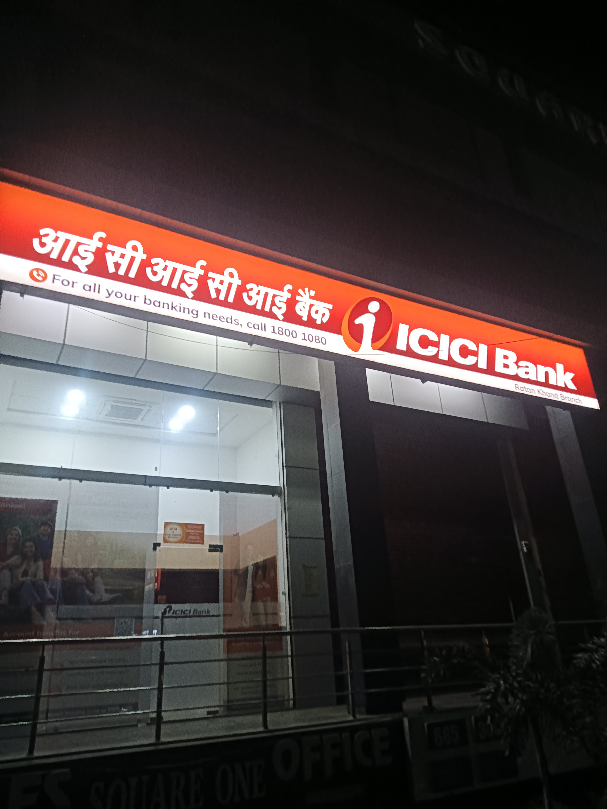 आई सी आई सी आई बैंक
For all your banking needs, call 1800 1080
ICICI Bank
Ratan Khand Branch
ICICI Bank
SQUARE ONE
OFFICE